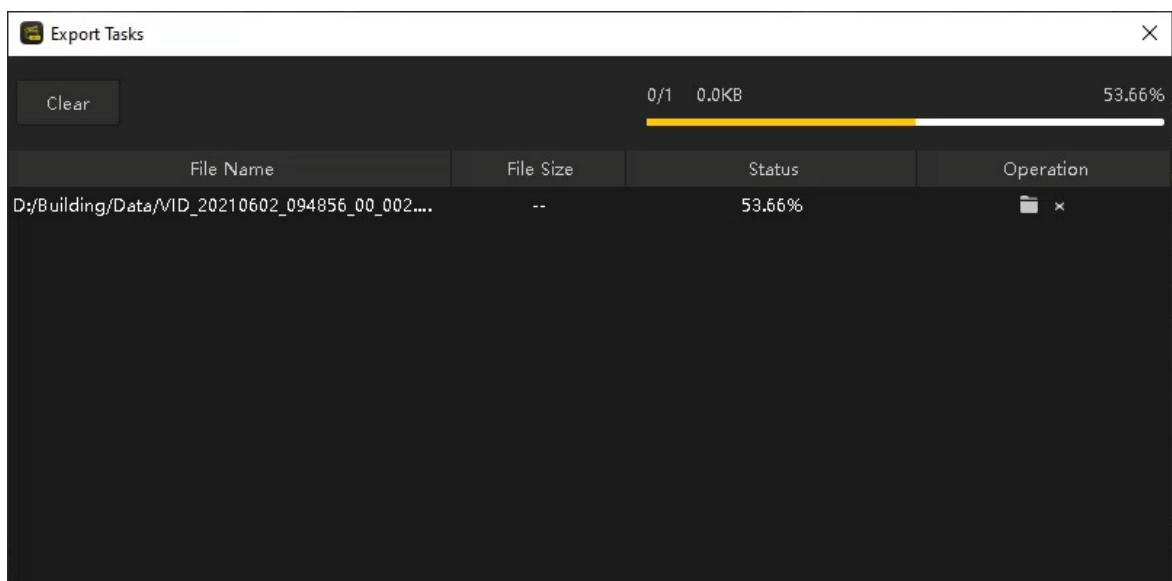 Export Tasks
Clear
0/1 0.0KB 53.66%
File Name File Size Status Operation
D:/Building/Data/VID_20210602_094856_00_002.... -- 53.66%